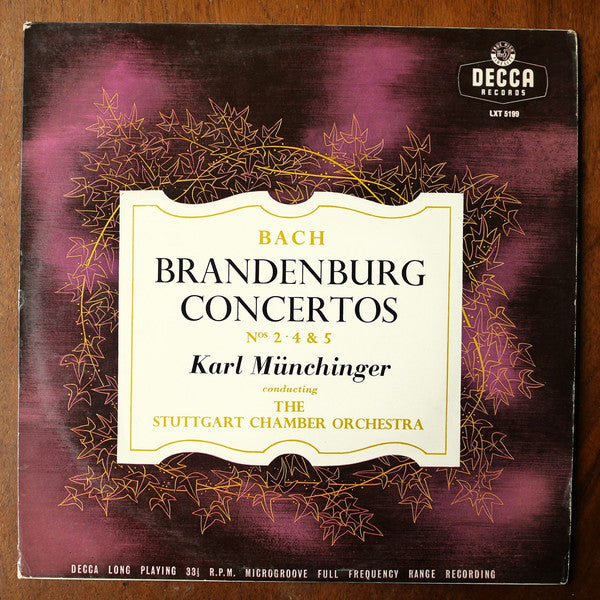 DECCA
RECORDS
LXT 5199
BACH
BRANDENBURG
CONCERTOS
Nos 2·4 & 5
Karl Münchinger
conducting
THE
STUTTGART CHAMBER ORCHESTRA
DECCA LONG PLAYING 33⅓ R.P.M. MICROGROOVE FULL FREQUENCY RANGE RECORDING